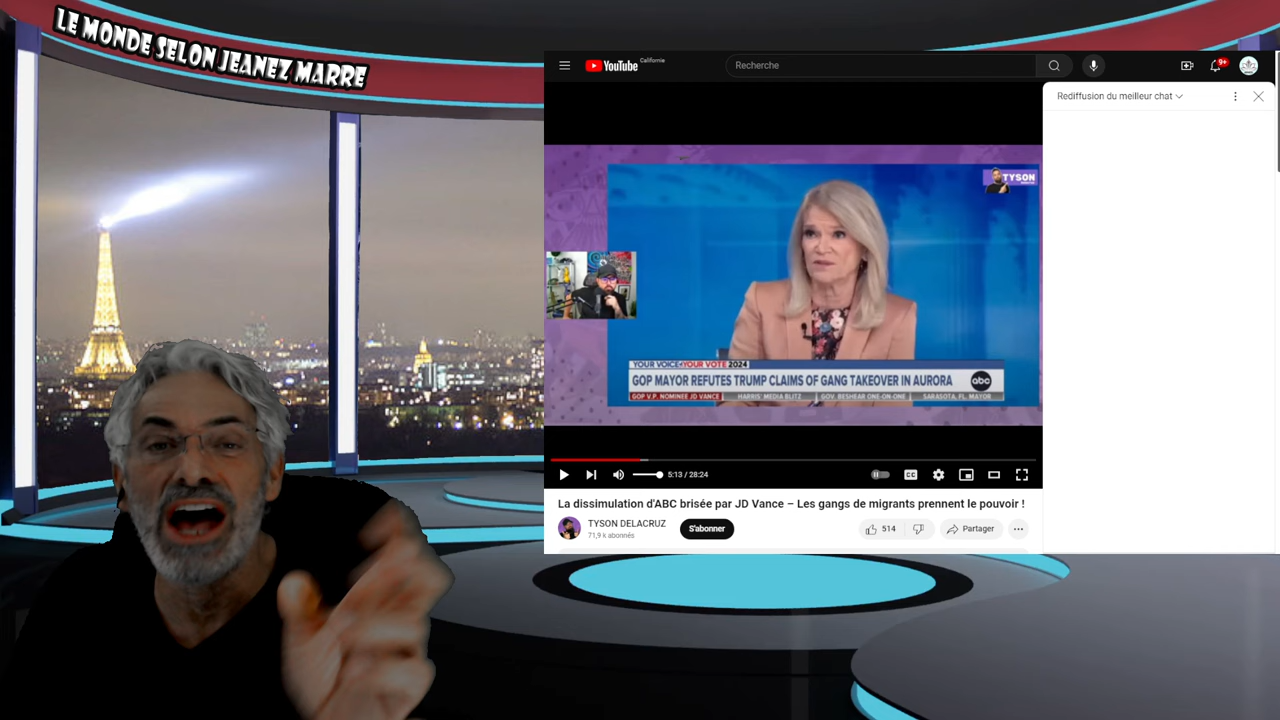 LE MONDE SELON JEANEZ MARRE
YouTube
Californie
Recherche
9+
Rediffusion du meilleur chat
TYSON
YOUR VOICE YOUR VOTE 2024
GOP MAYOR REFUTES TRUMP CLAIMS OF GANG TAKEOVER IN AURORA
abc
GOP V.P. NOMINEE JD VANCE
HARRIS' MEDIA BLITZ
GOV. BESHEAR ONE-ON-ONE
SARASOTA, FL. MAYOR
5:13 / 28:24
CC
La dissimulation d'ABC brisée par JD Vance – Les gangs de migrants prennent le pouvoir !
TYSON DELACRUZ
71,9 k abonnés
S'abonner
514
Partager